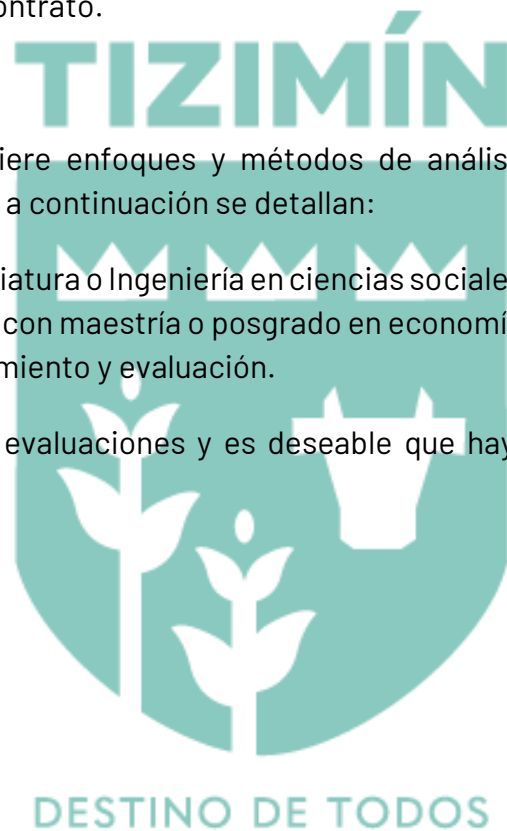 ontrato.
TIZIMÍN
iere enfoques y métodos de anális
a continuación se detallan:
iatura o Ingeniería en ciencias sociale
con maestría o posgrado en economí
miento y evaluación.
evaluaciones y es deseable que hay
DESTINO DE TODOS